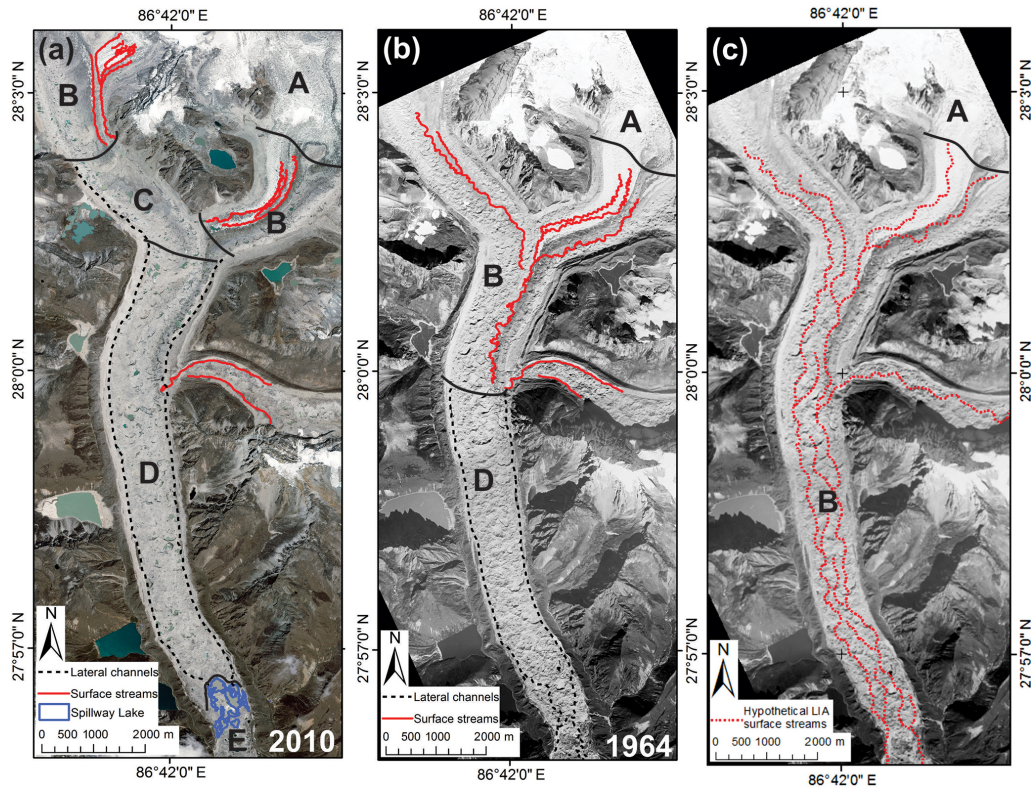 86°42'0" E
86°42'0" E
86°42'0" E
(a)
(b)
(c)
B
A
A
A
28°3'0" N
28°3'0" N
C
B
B
28°0'0" N
28°0'0" N
D
D
B
27°57'0" N
27°57'0" N
N
Lateral channels
Surface streams
Spillway Lake
0 500 1000 2000 m
E
2010
N
Lateral channels
Surface streams
0 500 1000 2000 m
1964
N
Hypothetical LIA
surface streams
0 500 1000 2000 m
86°42'0" E
86°42'0" E
86°42'0" E